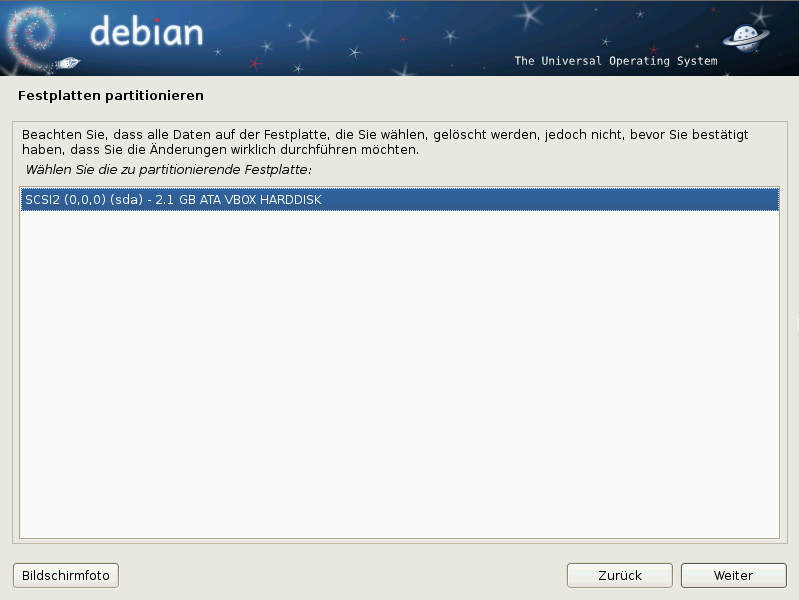 debian
The Universal Operating System
Festplatten partitionieren
Beachten Sie, dass alle Daten auf der Festplatte, die Sie wählen, gelöscht werden, jedoch nicht, bevor Sie bestätigt
haben, dass Sie die Änderungen wirklich durchführen möchten.
Wählen Sie die zu partitionierende Festplatte:
SCSI2 (0,0,0) (sda) - 2.1 GB ATA VBOX HARDDISK
Bildschirmfoto
Zurück
Weiter